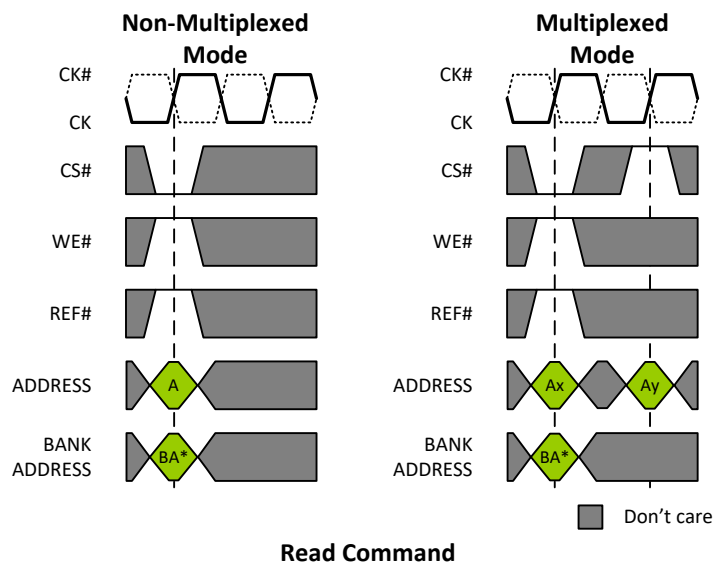 Non-Multiplexed
Mode
CK#
CK
CS#
WE#
REF#
ADDRESS
A
BANK
ADDRESS
BA*
Multiplexed
Mode
CK#
CK
CS#
WE#
REF#
ADDRESS
Ax
Ay
BANK
ADDRESS
BA*
Don't care
Read Command